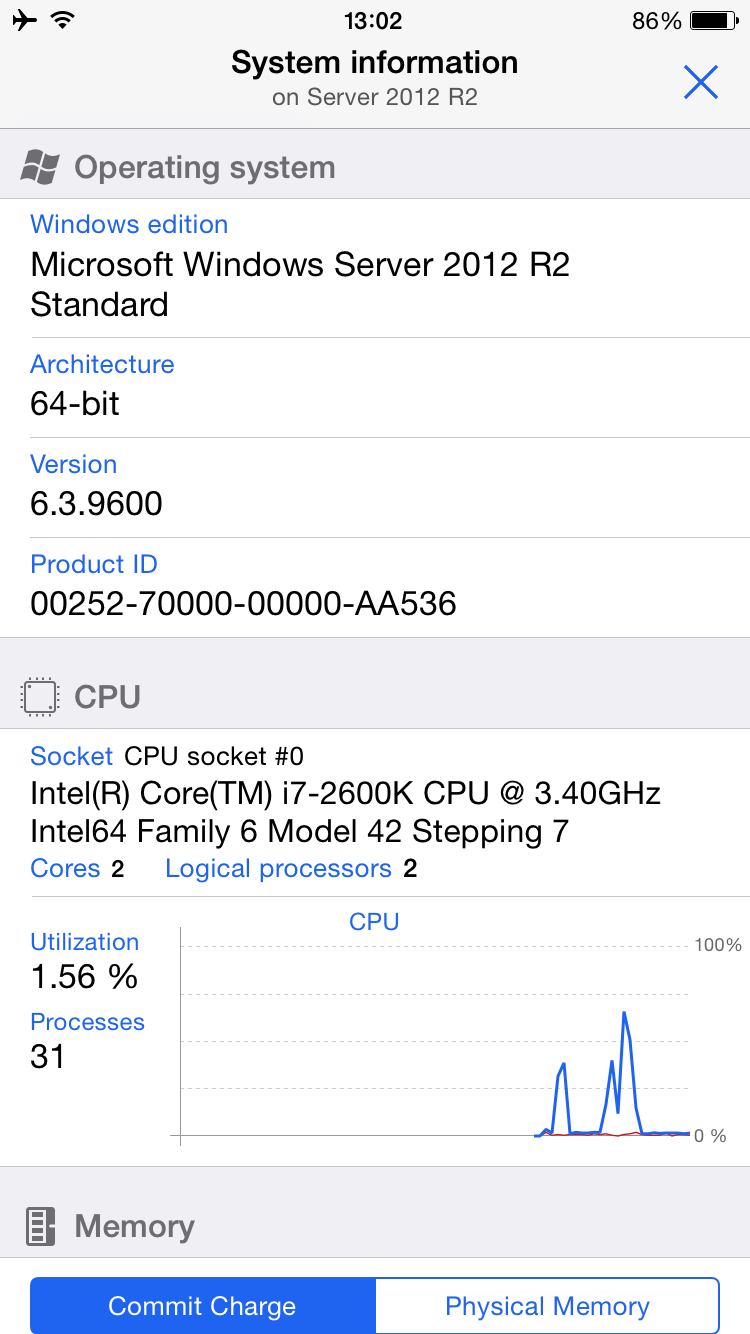 13:02
86%
System information
on Server 2012 R2
Operating system
Windows edition
Microsoft Windows Server 2012 R2
Standard
Architecture
64-bit
Version
6.3.9600
Product ID
00252-70000-00000-AA536
CPU
Socket CPU socket #0
Intel(R) Core(TM) i7-2600K CPU @ 3.40GHz
Intel64 Family 6 Model 42 Stepping 7
Cores 2 Logical processors 2
CPU
100%
Utilization
1.56 %
Processes
31
0 %
Memory
Commit Charge
Physical Memory